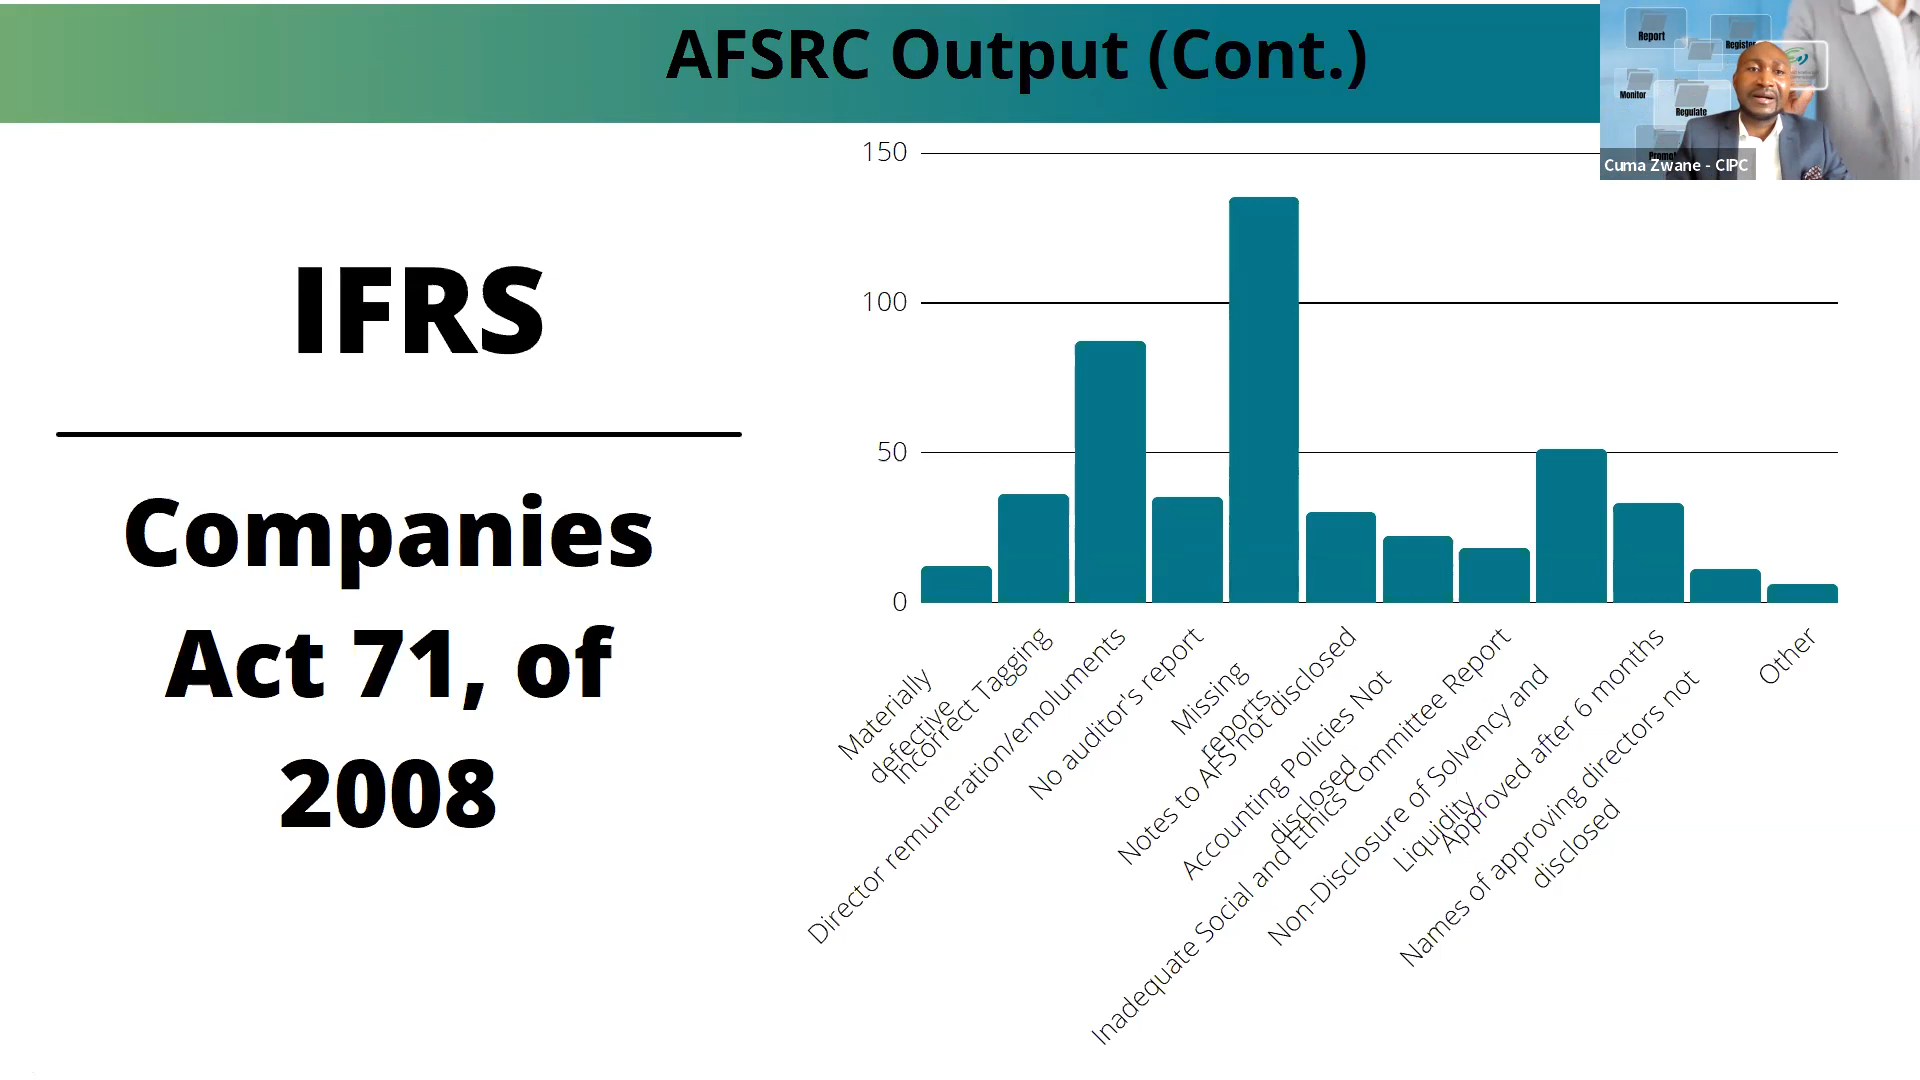 AFSRC Output (Cont.)
Report
Register
Monitor
Regulate
Cuma Zwane - CIPC
IFRS
Companies
Act 71, of
2008
150
100
50
0
Materially
defective
Incorrect Tagging
Director remuneration/emoluments
No auditor's report
Missing
reports
Notes to AFS not disclosed
Accounting Policies Not
disclosed
Inadequate Social and Ethics Committee Report
Non-Disclosure of Solvency and
Liquidity
Approved after 6 months
Names of approving directors not
disclosed
Other